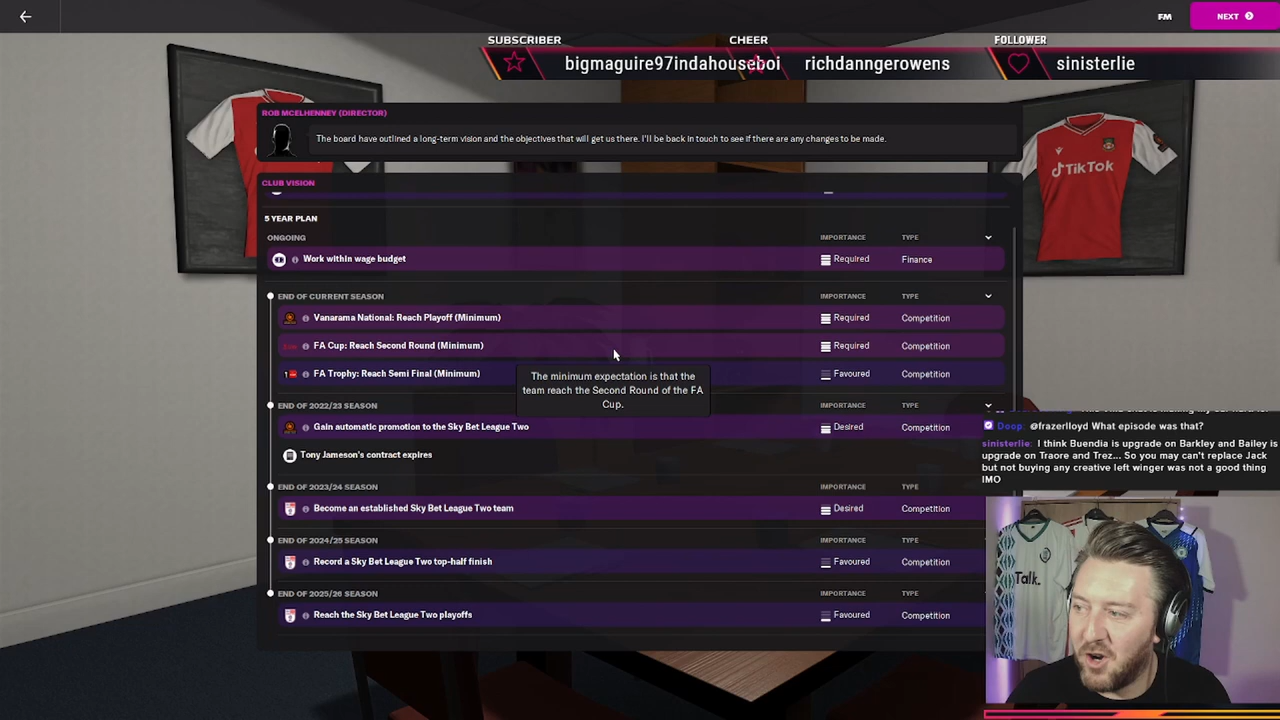 FM
NEXT
SUBSCRIBER
CHEER
FOLLOWER
bigmaguire97indahouseboi
richdanngerowens
sinisterlie
ROB MCELHENNEY (DIRECTOR)
The board have outlined a long-term vision and the objectives that will get us there. I'll be back in touch to see if there are any changes to be made.
TikTok
CLUB VISION
5 YEAR PLAN
ONGOING IMPORTANCE TYPE
Work within wage budget Required Finance
END OF CURRENT SEASON IMPORTANCE TYPE
Vanarama National: Reach Playoff (Minimum) Required Competition
FA Cup: Reach Second Round (Minimum) Required Competition
FA Trophy: Reach Semi Final (Minimum) Favoured Competition
The minimum expectation is that the
team reach the Second Round of the FA
Cup.
END OF 2022/23 SEASON IMPORTANCE TYPE
Gain automatic promotion to the Sky Bet League Two Desired Competition
Tony Jameson's contract expires
END OF 2023/24 SEASON IMPORTANCE TYPE
Become an established Sky Bet League Two team Desired Competition
END OF 2024/25 SEASON IMPORTANCE TYPE
Record a Sky Bet League Two top-half finish Favoured Competition
END OF 2025/26 SEASON IMPORTANCE TYPE
Reach the Sky Bet League Two playoffs Favoured Competition
Doop: @frazerlloyd What episode was that?
sinisterlie: I think Buendia is upgrade on Barkley and Bailey is
upgrade on Traore and Trez... So you may can't replace Jack
but not buying any creative left winger was not a good thing
IMO
Talk.